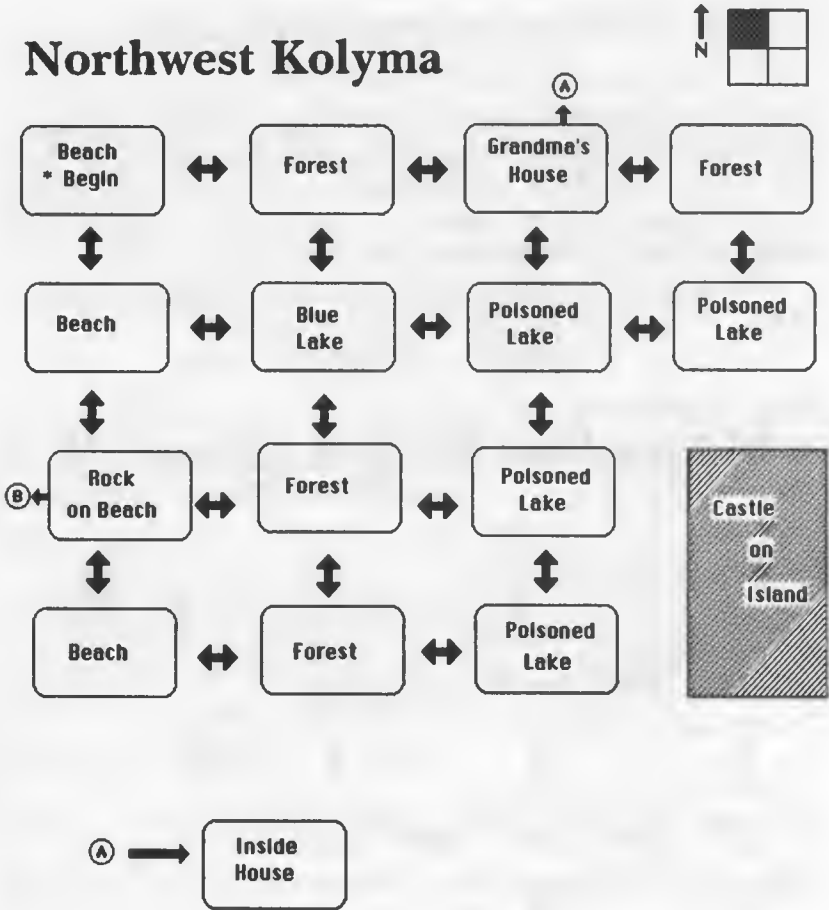 Northwest Kolyma
N
A
Beach
* Begin
Forest
Grandma's
House
Forest
Beach
Blue
Lake
Poisoned
Lake
Poisoned
Lake
B
Rock
on Beach
Forest
Poisoned
Lake
Castle
on
Island
Beach
Forest
Poisoned
Lake
A
Inside
House